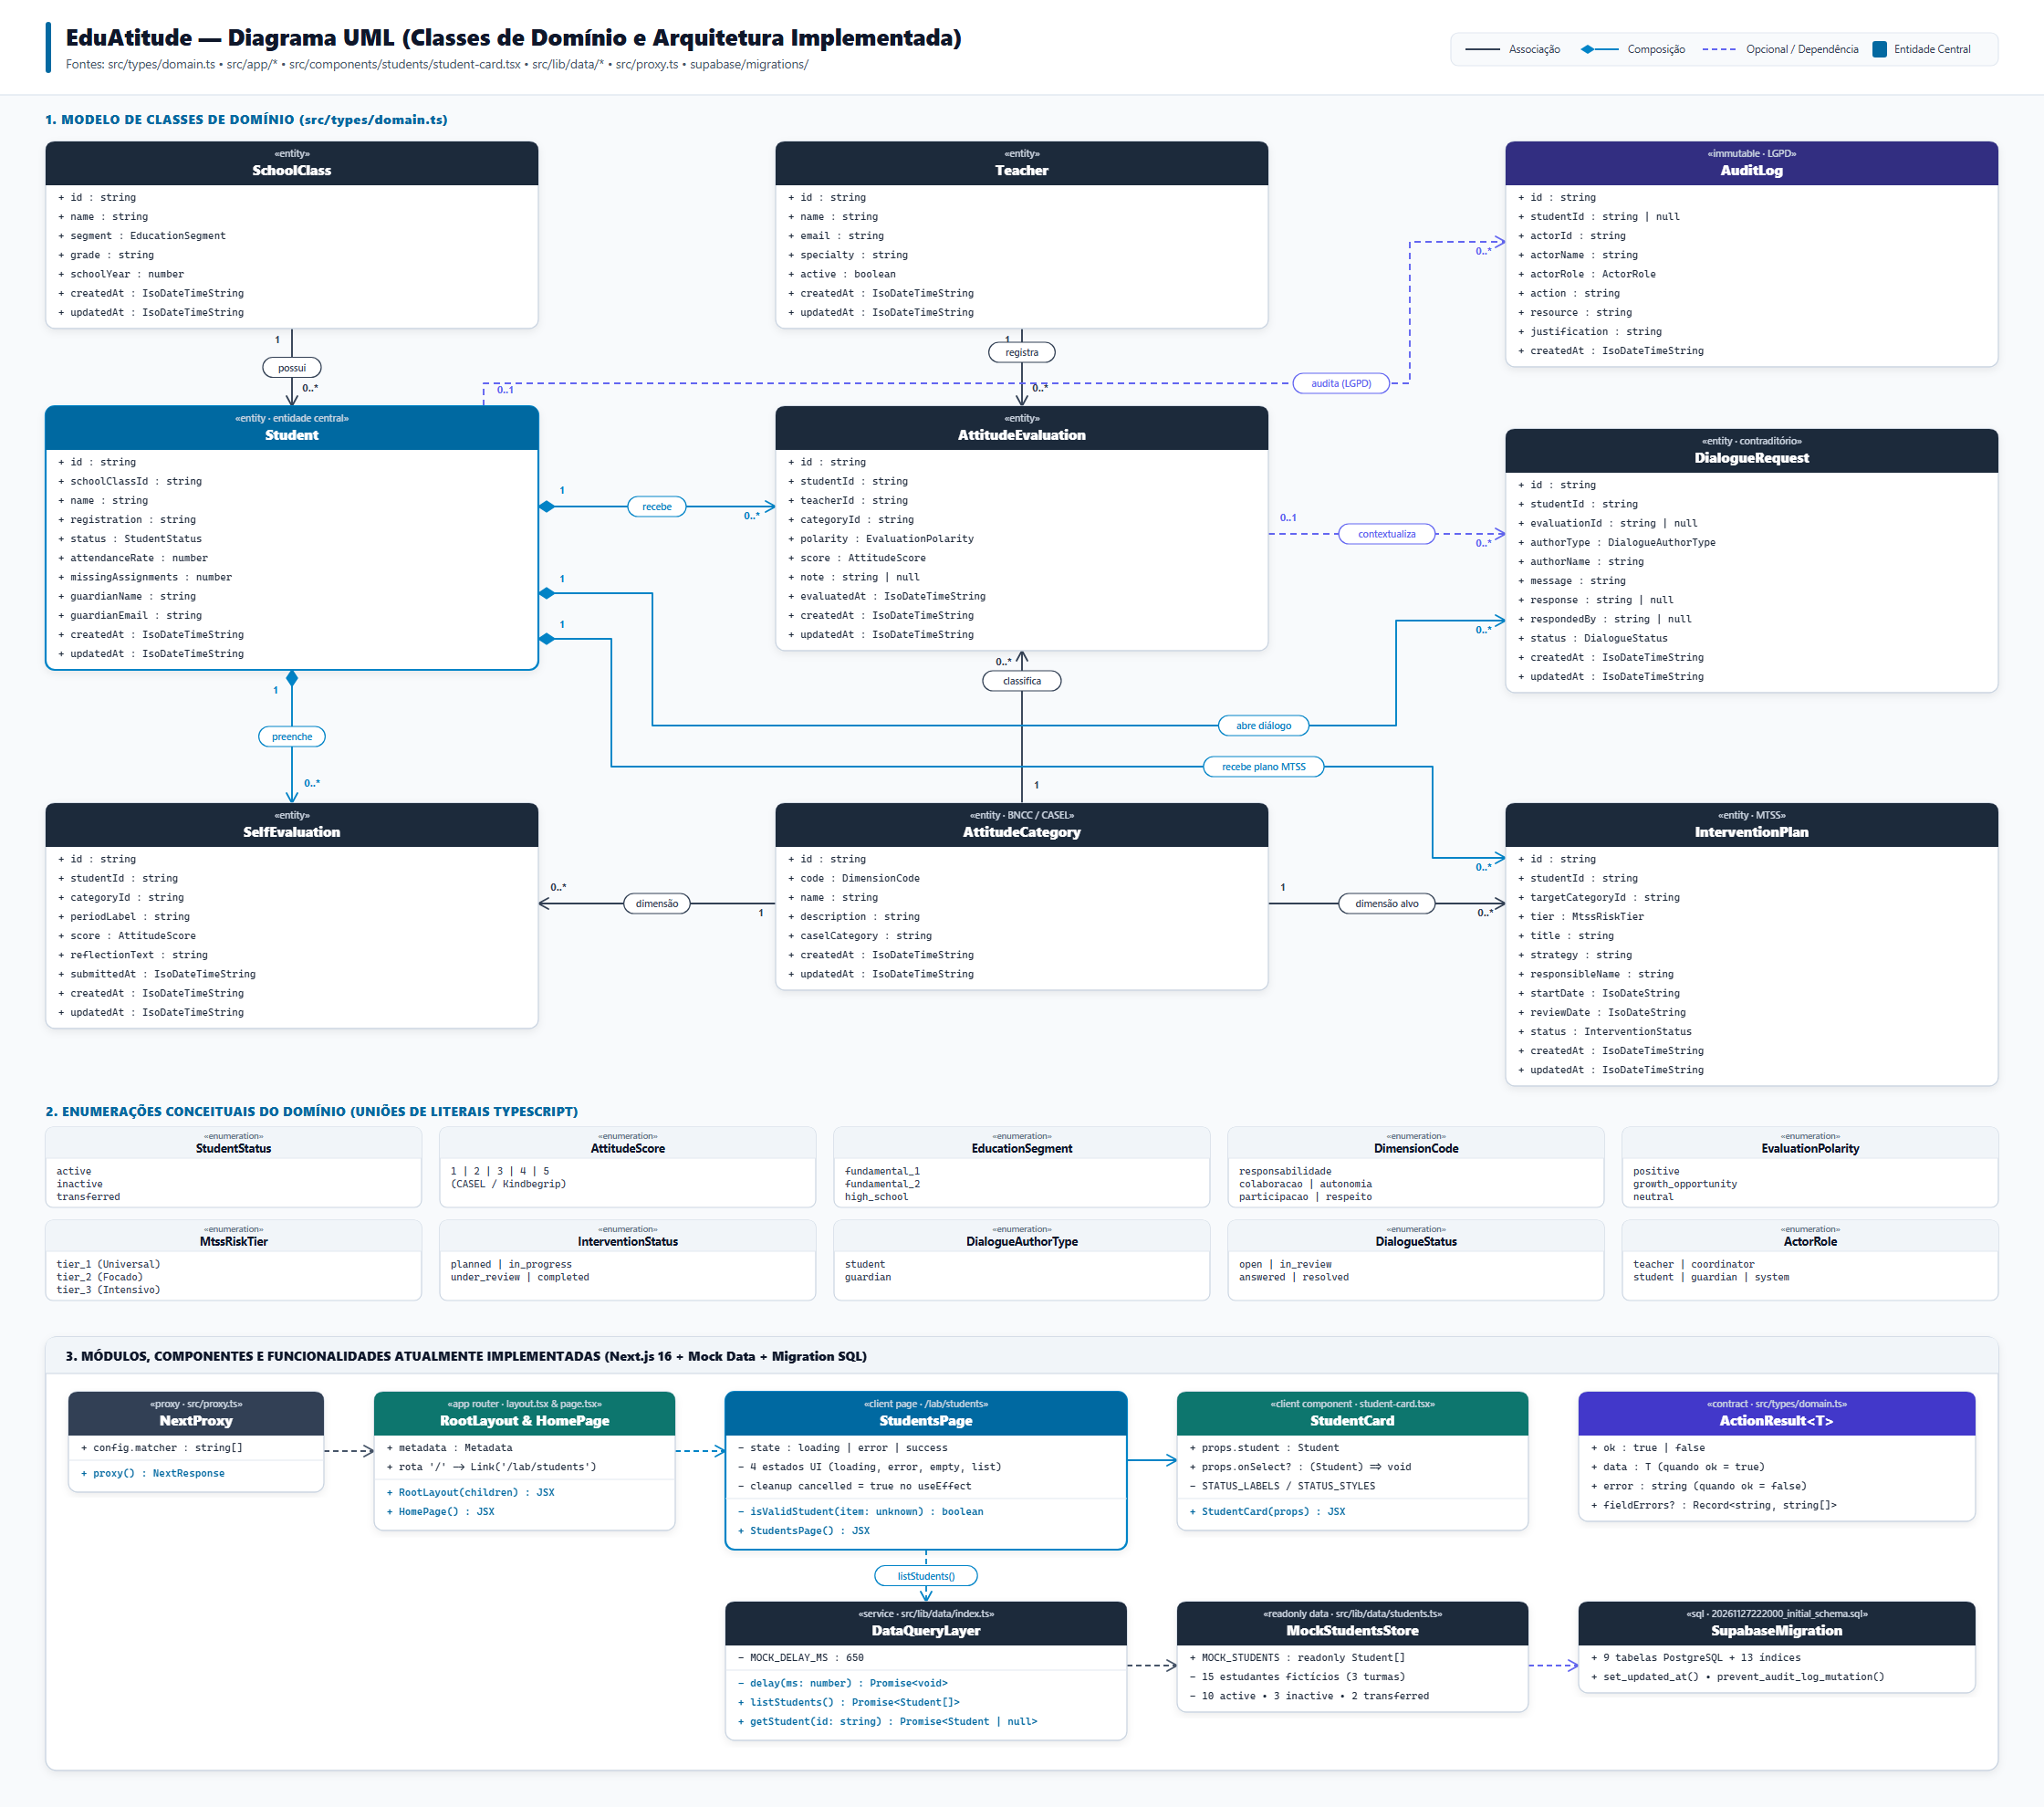 EduAtitude — Diagrama UML (Classes de Domínio e Arquitetura Implementada)
Fontes: src/types/domain.ts • src/app/* • src/components/students/student-card.tsx • src/lib/data/* • src/proxy.ts • supabase/migrations/
Associação
Composição
Opcional / Dependência
Entidade Central
1. MODELO DE CLASSES DE DOMÍNIO (src/types/domain.ts)
«entity»
SchoolClass
+ id : string
+ name : string
+ segment : EducationSegment
+ grade : string
+ schoolYear : number
+ createdAt : IsoDateTimeString
+ updatedAt : IsoDateTimeString
«entity»
Teacher
+ id : string
+ name : string
+ email : string
+ specialty : string
+ active : boolean
+ createdAt : IsoDateTimeString
+ updatedAt : IsoDateTimeString
«immutable · LGPD»
AuditLog
+ id : string
+ studentId : string | null
+ actorId : string
+ actorName : string
+ actorRole : ActorRole
+ action : string
+ resource : string
+ justification : string
+ createdAt : IsoDateTimeString
0..*
1
possui
0..*
1
registra
0..*
0..1
audita (LGPD)
«entity · entidade central»
Student
+ id : string
+ schoolClassId : string
+ name : string
+ registration : string
+ status : StudentStatus
+ attendanceRate : number
+ missingAssignments : number
+ guardianName : string
+ guardianEmail : string
+ createdAt : IsoDateTimeString
+ updatedAt : IsoDateTimeString
1
recebe
0..*
1
1
«entity»
AttitudeEvaluation
+ id : string
+ studentId : string
+ teacherId : string
+ categoryId : string
+ polarity : EvaluationPolarity
+ score : AttitudeScore
+ note : string | null
+ evaluatedAt : IsoDateTimeString
+ createdAt : IsoDateTimeString
+ updatedAt : IsoDateTimeString
0..1
contextualiza
0..*
«entity · contraditório»
DialogueRequest
+ id : string
+ studentId : string
+ evaluationId : string | null
+ authorType : DialogueAuthorType
+ authorName : string
+ message : string
+ response : string | null
+ respondedBy : string | null
+ status : DialogueStatus
+ createdAt : IsoDateTimeString
+ updatedAt : IsoDateTimeString
0..*
1
preenche
0..*
0..*
classifica
1
abre diálogo
recebe plano MTSS
«entity»
SelfEvaluation
+ id : string
+ studentId : string
+ categoryId : string
+ periodLabel : string
+ score : AttitudeScore
+ reflectionText : string
+ submittedAt : IsoDateTimeString
+ createdAt : IsoDateTimeString
+ updatedAt : IsoDateTimeString
0..*
dimensão
1
«entity · BNCC / CASEL»
AttitudeCategory
+ id : string
+ code : DimensionCode
+ name : string
+ description : string
+ caselCategory : string
+ createdAt : IsoDateTimeString
+ updatedAt : IsoDateTimeString
1
dimensão alvo
0..*
0..*
«entity · MTSS»
InterventionPlan
+ id : string
+ studentId : string
+ targetCategoryId : string
+ tier : MtssRiskTier
+ title : string
+ strategy : string
+ responsibleName : string
+ startDate : IsoDateString
+ reviewDate : IsoDateString
+ status : InterventionStatus
+ createdAt : IsoDateTimeString
+ updatedAt : IsoDateTimeString
2. ENUMERAÇÕES CONCEITUAIS DO DOMÍNIO (UNIÕES DE LITERAIS TYPESCRIPT)
«enumeration»
StudentStatus
active
inactive
transferred
«enumeration»
AttitudeScore
1 | 2 | 3 | 4 | 5
(CASEL / Kindbegrip)
«enumeration»
EducationSegment
fundamental_1
fundamental_2
high_school
«enumeration»
DimensionCode
responsabilidade
colaboracao | autonomia
participacao | respeito
«enumeration»
EvaluationPolarity
positive
growth_opportunity
neutral
«enumeration»
MtssRiskTier
tier_1 (Universal)
tier_2 (Focado)
tier_3 (Intensivo)
«enumeration»
InterventionStatus
planned | in_progress
under_review | completed
«enumeration»
DialogueAuthorType
student
guardian
«enumeration»
DialogueStatus
open | in_review
answered | resolved
«enumeration»
ActorRole
teacher | coordinator
student | guardian | system
3. MÓDULOS, COMPONENTES E FUNCIONALIDADES ATUALMENTE IMPLEMENTADAS (Next.js 16 + Mock Data + Migration SQL)
«proxy · src/proxy.ts»
NextProxy
+ config.matcher : string[]
+ proxy() : NextResponse
«app router · layout.tsx & page.tsx»
RootLayout & HomePage
+ metadata : Metadata
+ rota '/' ⟶ Link('/lab/students')
+ RootLayout(children) : JSX
+ HomePage() : JSX
«client page · /lab/students»
StudentsPage
− state : loading | error | success
− 4 estados UI (loading, error, empty, list)
− cleanup cancelled = true no useEffect
− isValidStudent(item: unknown) : boolean
+ StudentsPage() : JSX
«client component · student-card.tsx»
StudentCard
+ props.student : Student
+ props.onSelect? : (Student) => void
− STATUS_LABELS / STATUS_STYLES
+ StudentCard(props) : JSX
«contract · src/types/domain.ts»
ActionResult<T>
+ ok : true | false
+ data : T (quando ok = true)
+ error : string (quando ok = false)
+ fieldErrors? : Record<string, string[]>
listStudents()
«service · src/lib/data/index.ts»
DataQueryLayer
− MOCK_DELAY_MS : 650
− delay(ms: number) : Promise<void>
+ listStudents() : Promise<Student[]>
+ getStudent(id: string) : Promise<Student | null>
«readonly data · src/lib/data/students.ts»
MockStudentsStore
+ MOCK_STUDENTS : readonly Student[]
− 15 estudantes fictícios (3 turmas)
− 10 active • 3 inactive • 2 transferred
«sql · 20261127222000_initial_schema.sql»
SupabaseMigration
+ 9 tabelas PostgreSQL + 13 índices
+ set_updated_at() • prevent_audit_log_mutation()